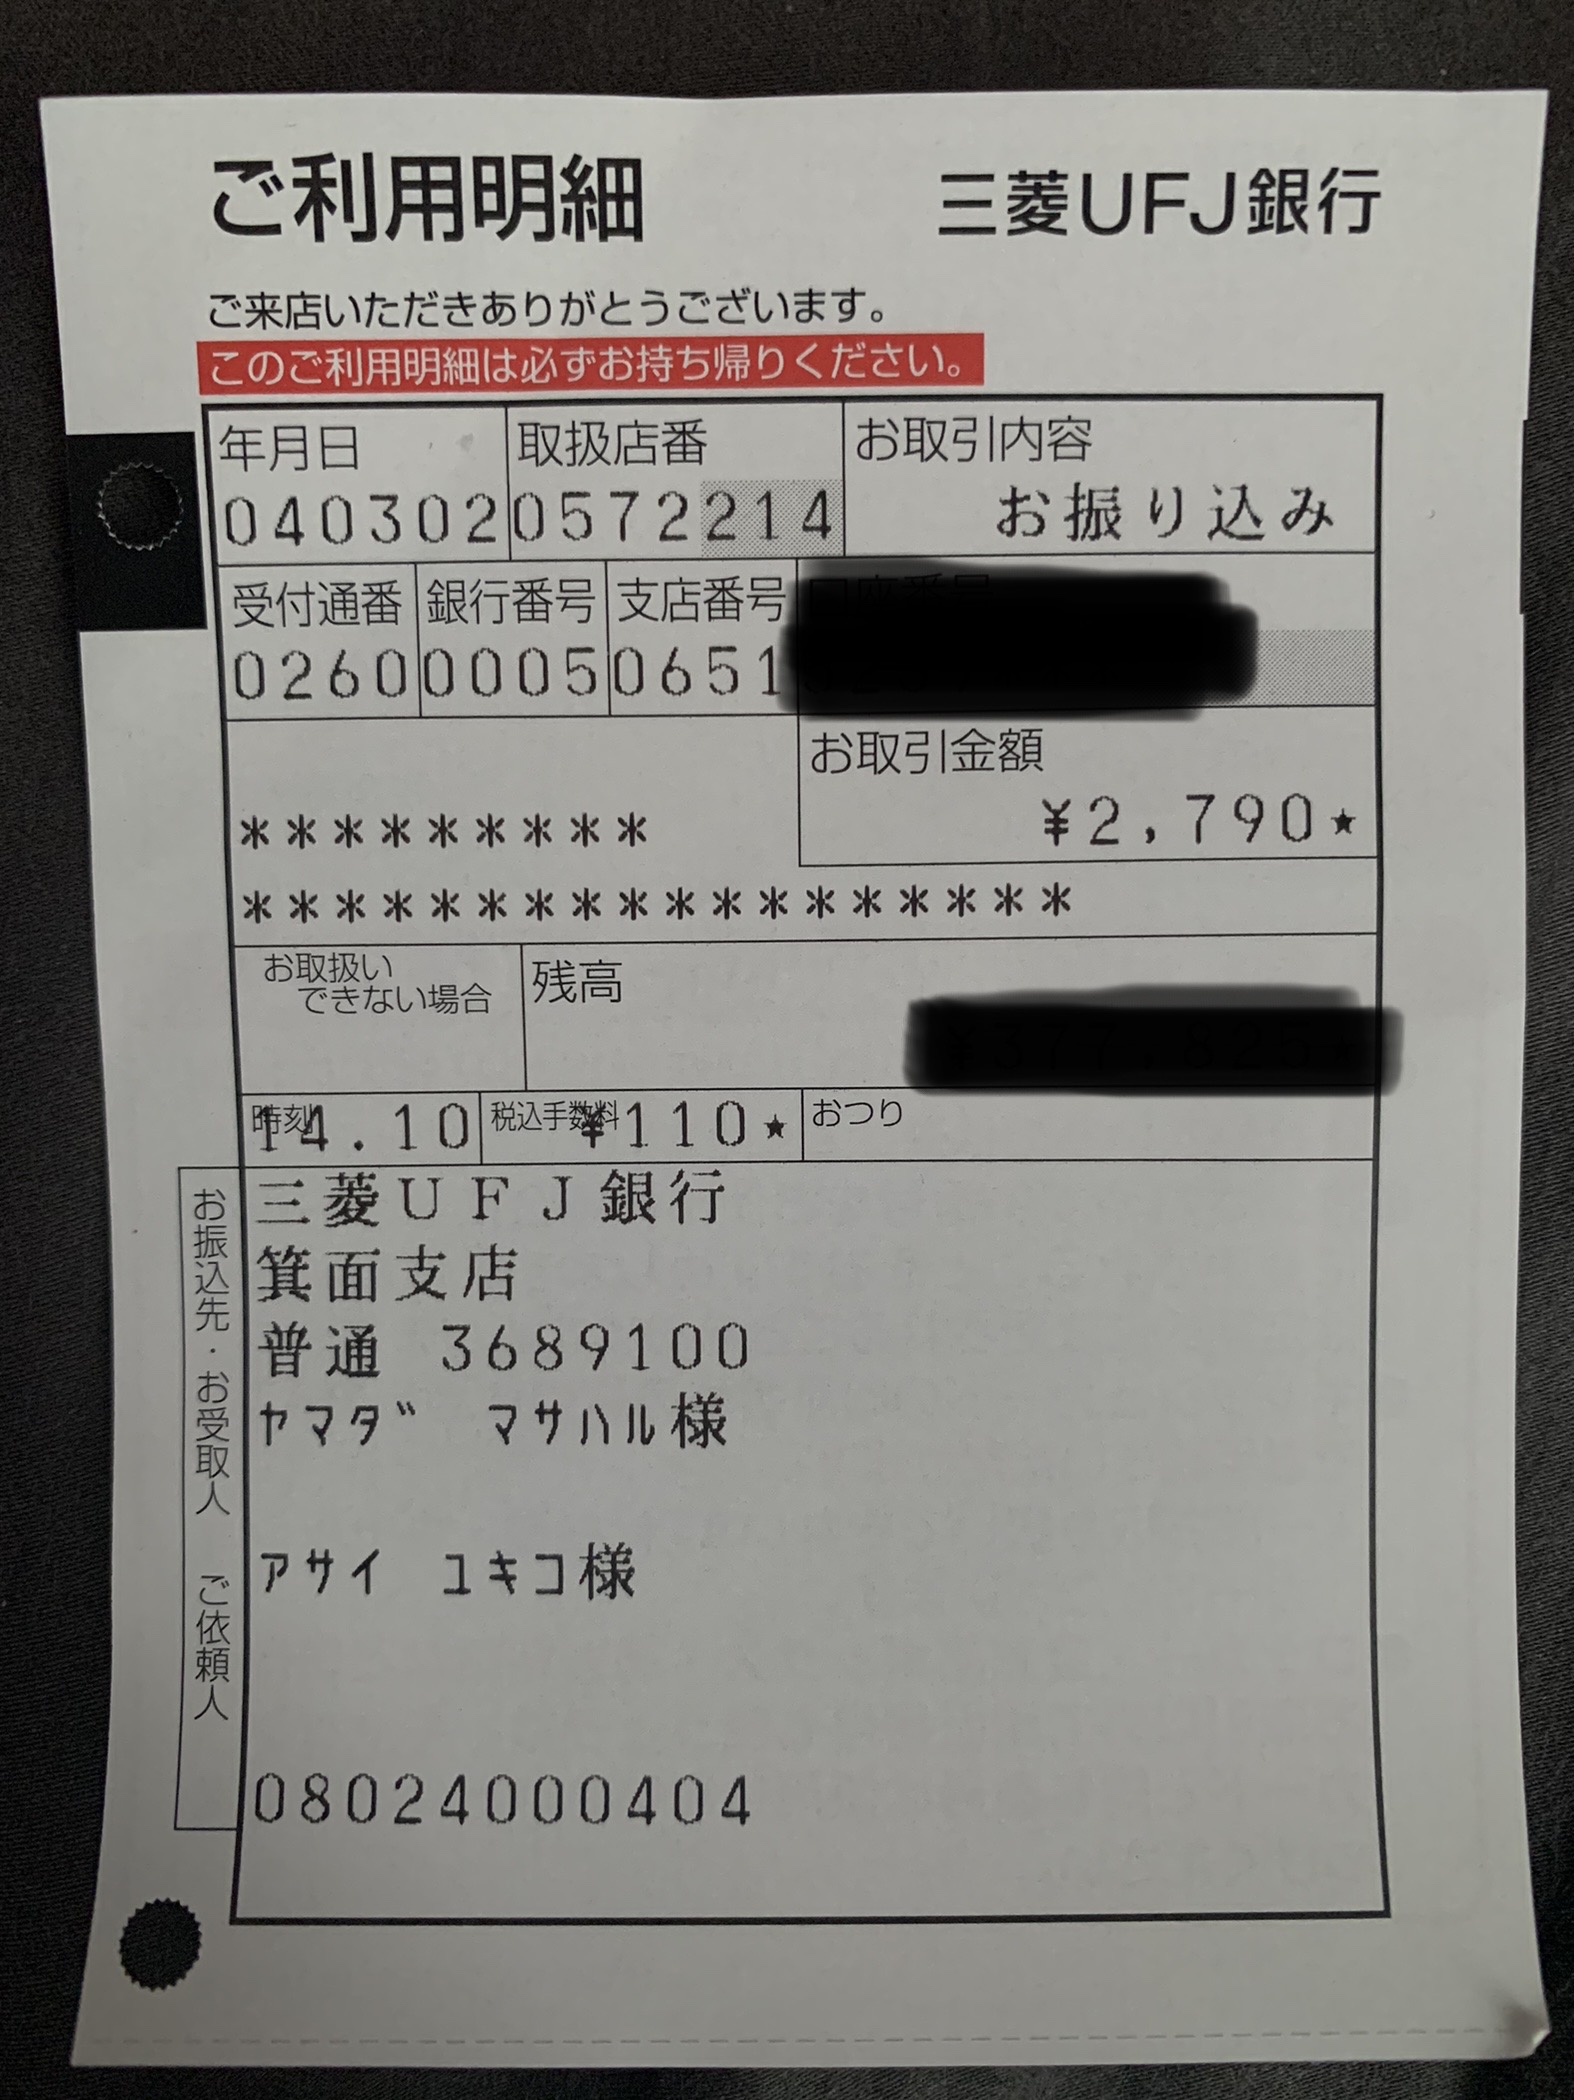 ご利用明細 三菱UFJ銀行
ご来店いただきありがとうございます。
このご利用明細は必ずお持ち帰りください。
年月日 取扱店番 お取引内容
040302 0572214 お振り込み
受付通番 銀行番号 支店番号
0260 0005 0651
お取引金額
¥2,790★
*********
******************
お取扱い
できない場合
残高
時刻 税込手数料 おつり
14.10 ¥110★
お振込先・お受取人 ご依頼人
三菱UFJ銀行
箕面支店
普通 3689100
ヤマダ マサハル様
アサイ ユキコ様
08024000404